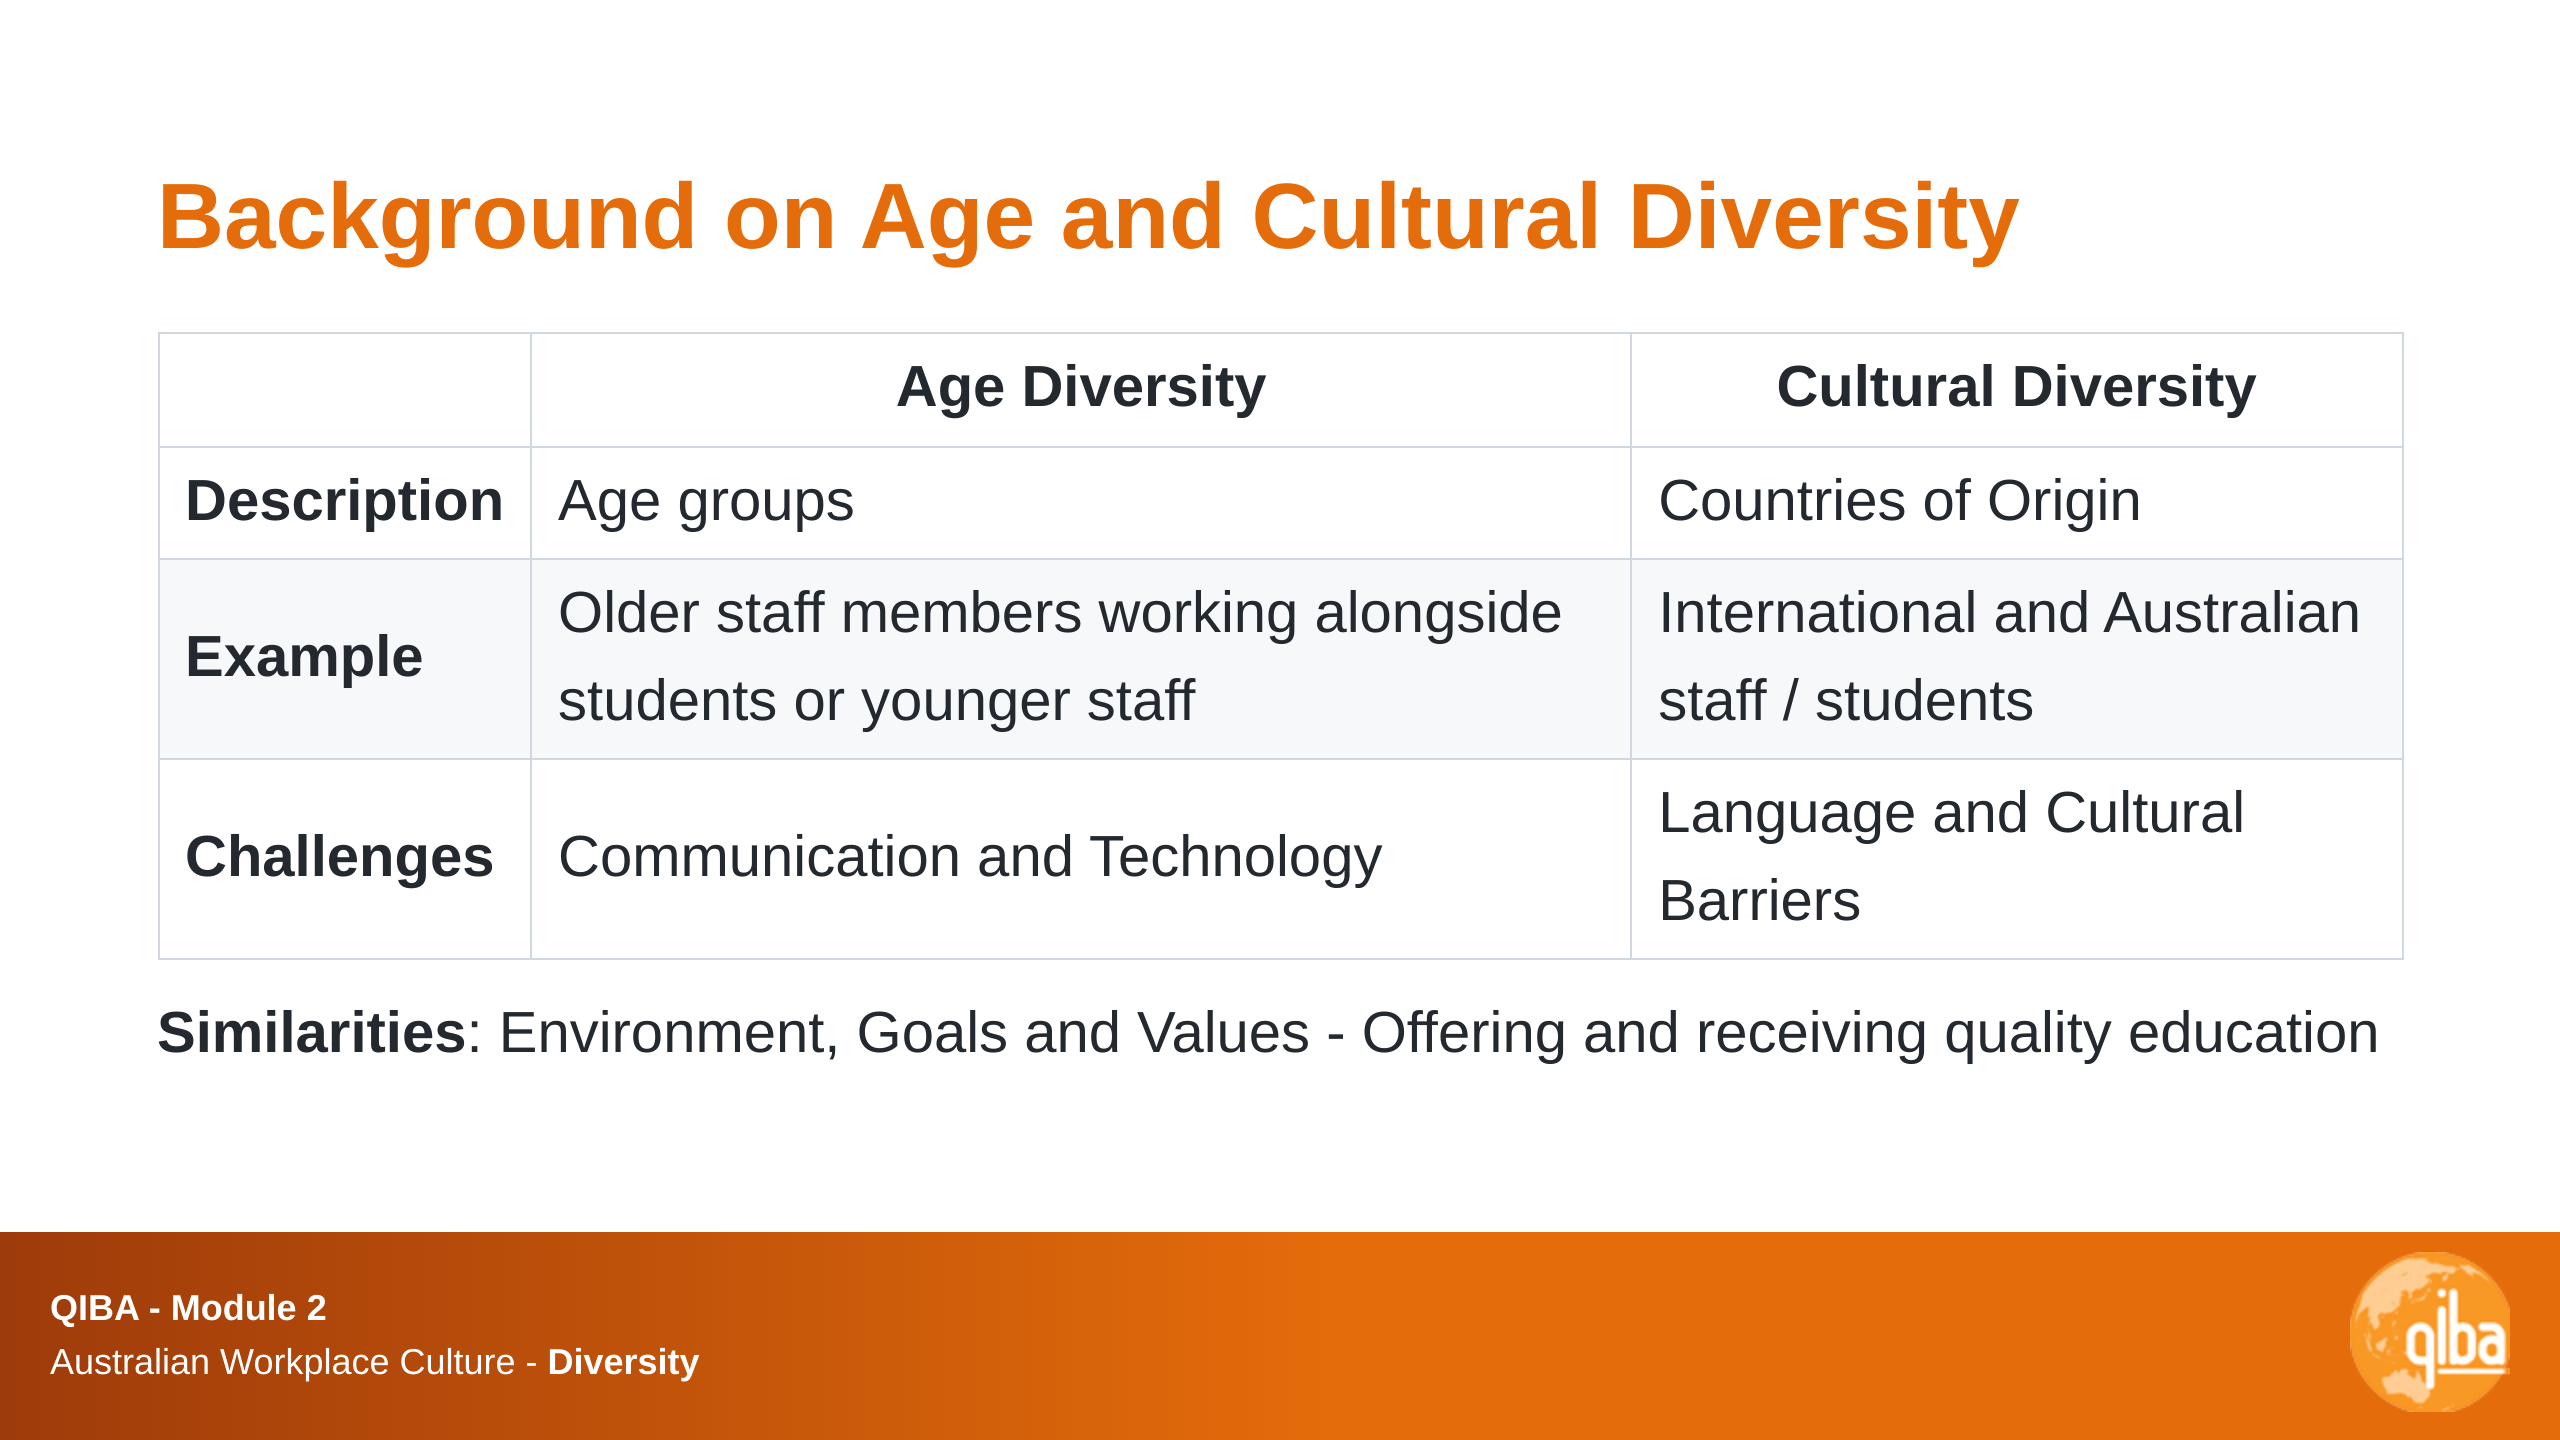 Background on Age and Cultural Diversity
Age Diversity Cultural Diversity
Description Age groups Countries of Origin
Example Older staff members working alongside students or younger staff International and Australian staff / students
Challenges Communication and Technology Language and Cultural Barriers
Similarities: Environment, Goals and Values - Offering and receiving quality education
QIBA - Module 2
Australian Workplace Culture - Diversity
qiba